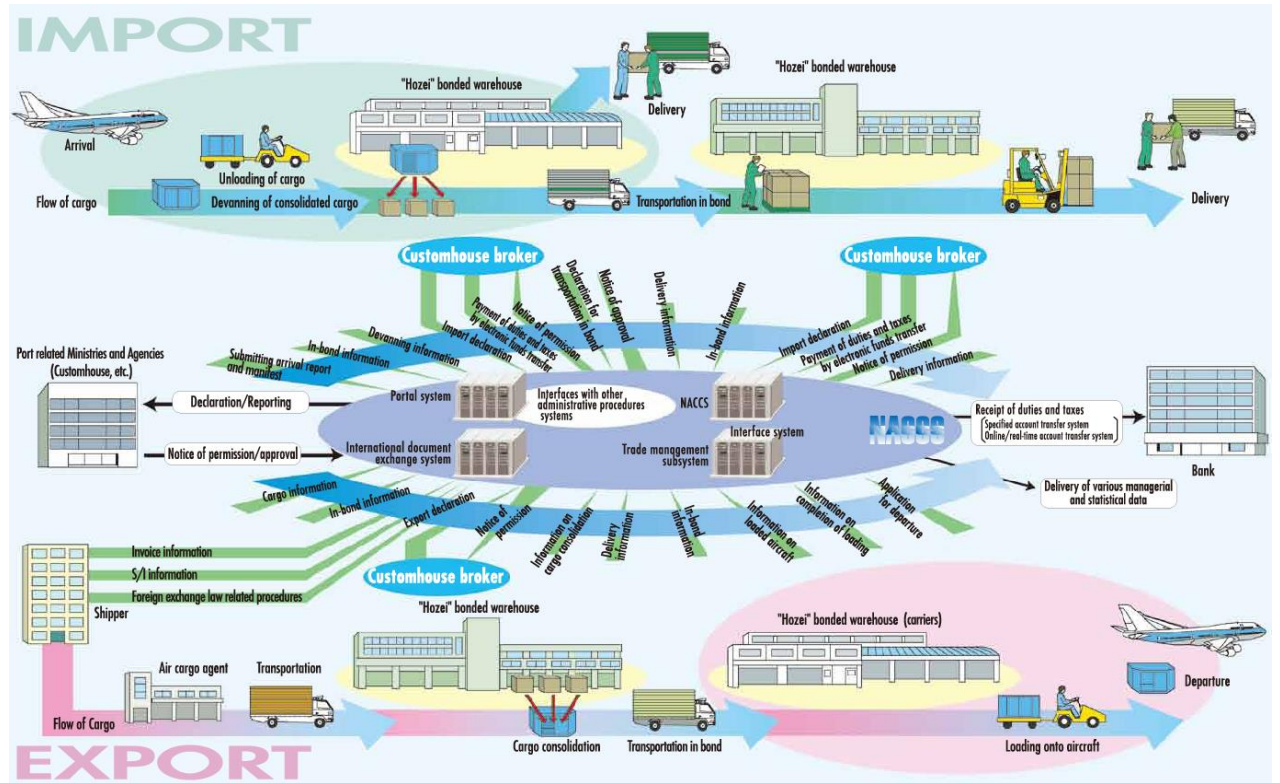 IMPORT
"Hozei" bonded warehouse
"Hozei" bonded warehouse
Delivery
Arrival
Unloading of cargo
Flow of cargo
Devanning of consolidated cargo
Transportation in bond
Delivery
Customhouse broker
Customhouse broker
Submitting arrival report
and manifest
In-bond information
Devanning information
Import declaration
Payment of duties and taxes
by electronic funds transfer
Notice of permission
Declaration for
transportation in bond
Notice of approval
Delivery information
In-bond information
Import declaration
Payment of duties and taxes
by electronic funds transfer
Notice of permission
Delivery information
Port related Ministries and Agencies
(Customhouse, etc.)
Declaration/Reporting
Notice of permission/approval
Portal system
Interfaces with other
administrative procedures
systems
NACCS
International document
exchange system
Interface system
Trade management
subsystem
NACCS
Receipt of duties and taxes
Specified account transfer system
Online/real-time account transfer system
Bank
Delivery of various managerial
and statistical data
Cargo information
In-bond information
Export declaration
Notice of
permission
Information on
cargo consolidation
Delivery
information
In-bond
information
Information on
loaded aircraft
Information on
completion of loading
Application
for departure
Invoice information
S/I information
Foreign exchange law related procedures
Shipper
Customhouse broker
"Hozei" bonded warehouse
"Hozei" bonded warehouse (carriers)
Air cargo agent
Transportation
Departure
Flow of Cargo
Cargo consolidation
Transportation in bond
Loading onto aircraft
EXPORT